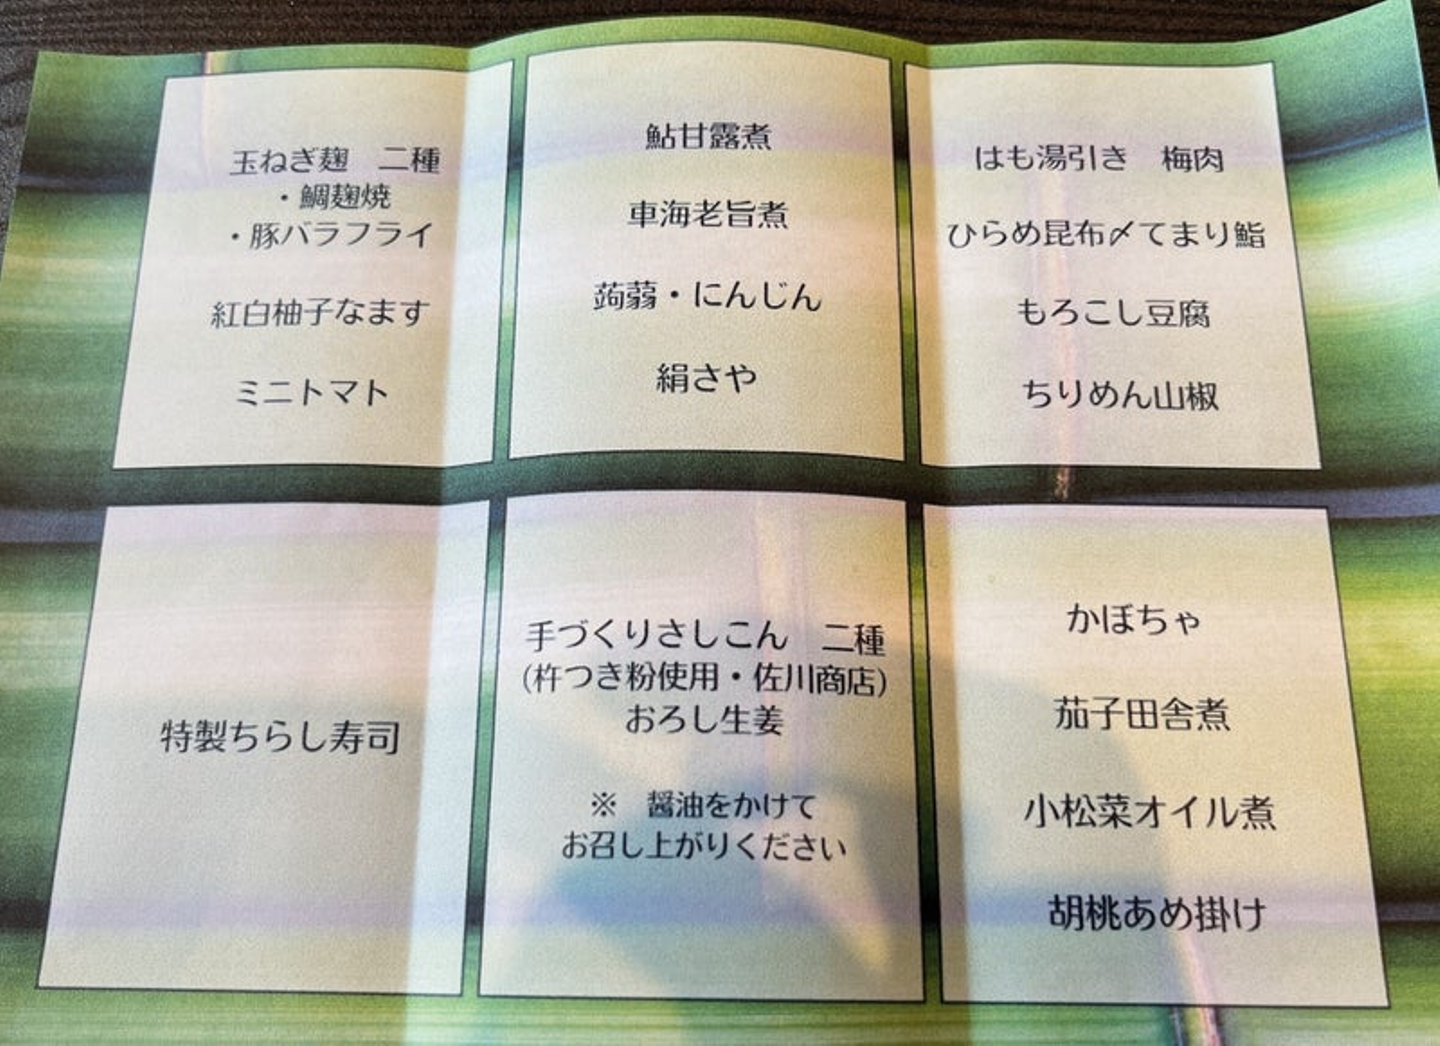 玉ねぎ麹　二種
・鯛麹焼
・豚バラフライ
紅白柚子なます
ミニトマト
鮎甘露煮
車海老旨煮
蒟蒻・にんじん
絹さや
はも湯引き　梅肉
ひらめ昆布〆てまり鮨
もろこし豆腐
ちりめん山椒
特製ちらし寿司
手づくりさしこん　二種
(杵つき粉使用・佐川商店)
おろし生姜
※　醤油をかけて
お召し上がりください
かぼちゃ
茄子田舎煮
小松菜オイル煮
胡桃あめ掛け